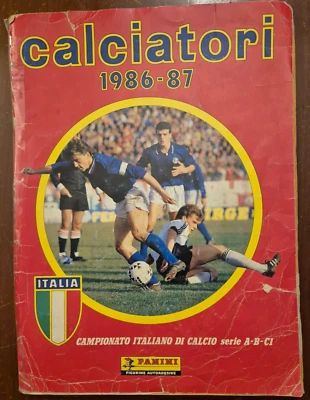 calciatori
1986-87
ITALIA
CAMPIONATO ITALIANO DI CALCIO serie A-B-C1
PANINI
FIGURINE AUTOADESIVE